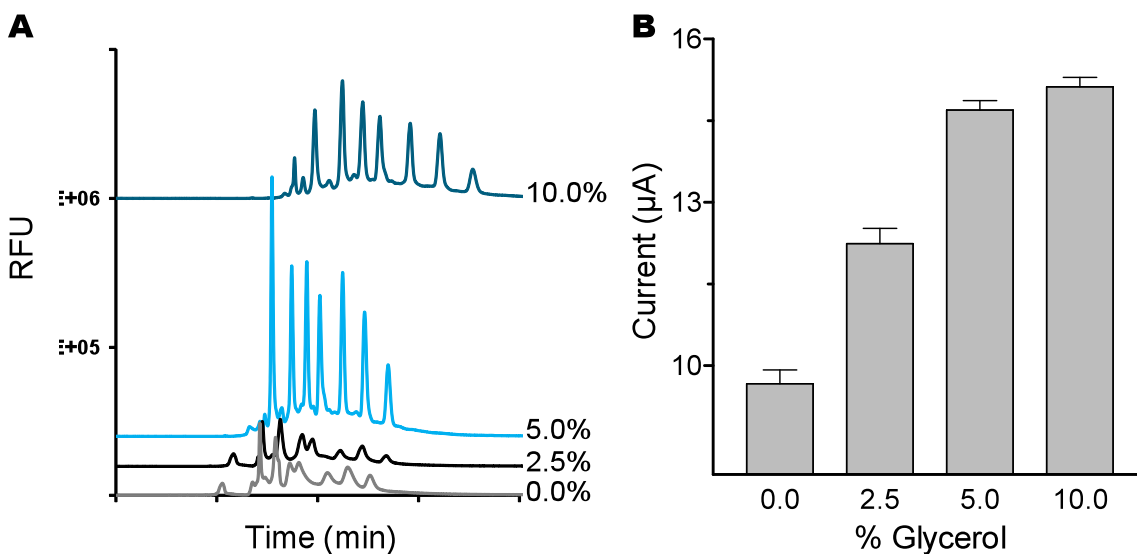 A
RFU
E+06
E+05
10.0%
5.0%
2.5%
0.0%
Time (min)
B
Current (µA)
16
13
10
0.0 2.5 5.0 10.0
% Glycerol